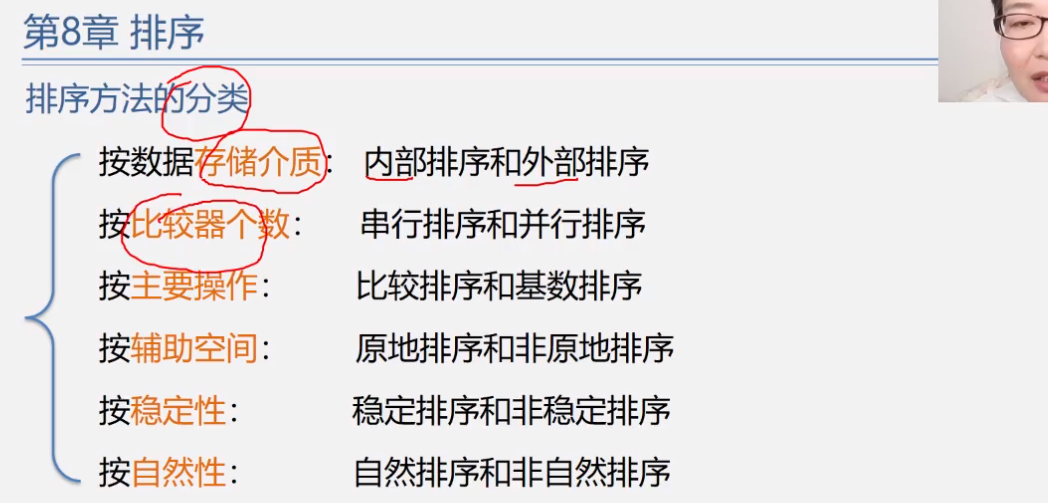 第8章 排序
排序方法的分类
按数据存储介质： 内部排序和外部排序
按比较器个数： 串行排序和并行排序
按主要操作： 比较排序和基数排序
按辅助空间： 原地排序和非原地排序
按稳定性： 稳定排序和非稳定排序
按自然性： 自然排序和非自然排序